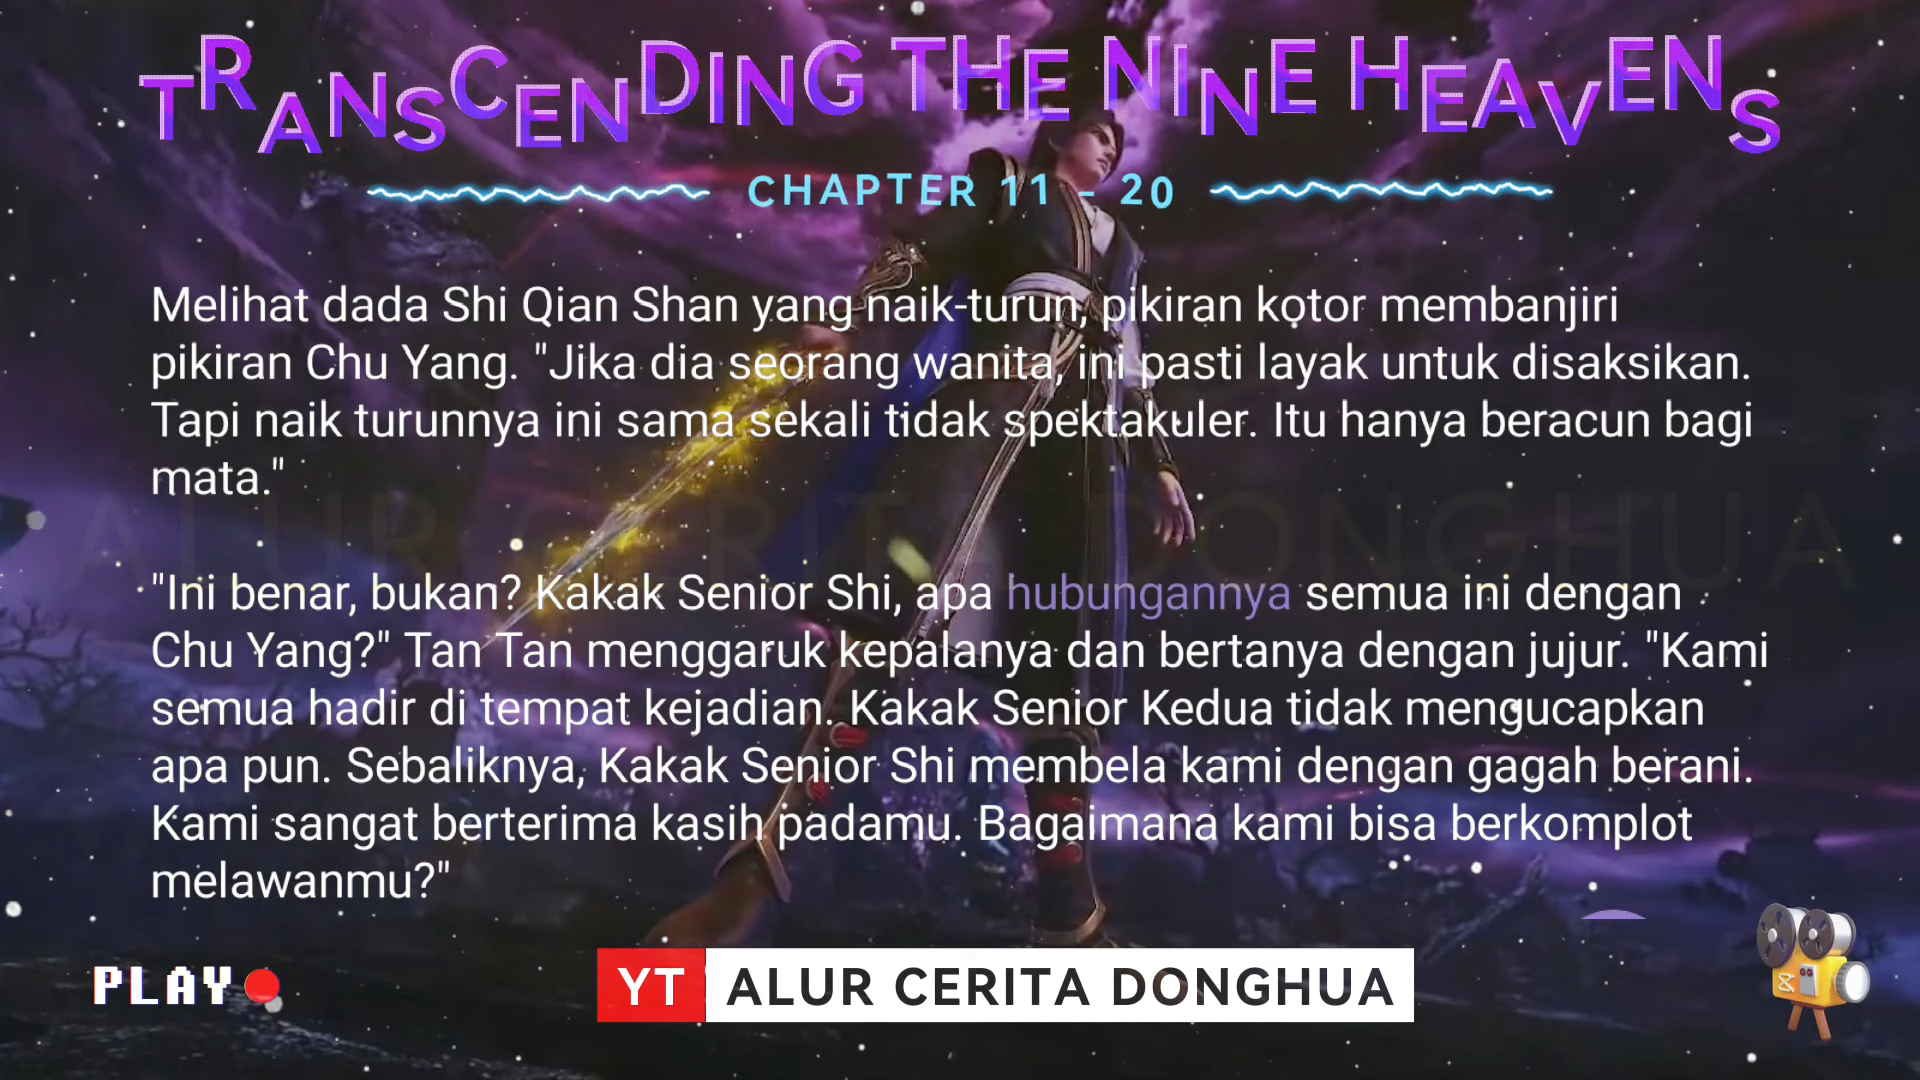 TRANSCENDING THE NINE HEAVENS
CHAPTER 11 - 20
Melihat dada Shi Qian Shan yang naik-turun, pikiran kotor membanjiri
pikiran Chu Yang. "Jika dia seorang wanita, ini pasti layak untuk disaksikan.
Tapi naik turunnya ini sama sekali tidak spektakuler. Itu hanya beracun bagi
mata."
ALUR CERITA DONGHUA
"Ini benar, bukan? Kakak Senior Shi, apa hubungannya semua ini dengan
Chu Yang?" Tan Tan menggaruk kepalanya dan bertanya dengan jujur. "Kami
semua hadir di tempat kejadian. Kakak Senior Kedua tidak mengucapkan
apa pun. Sebaliknya, Kakak Senior Shi membela kami dengan gagah berani.
Kami sangat berterima kasih padamu. Bagaimana kami bisa berkomplot
melawanmu?"
PLAY
YT ALUR CERITA DONGHUA